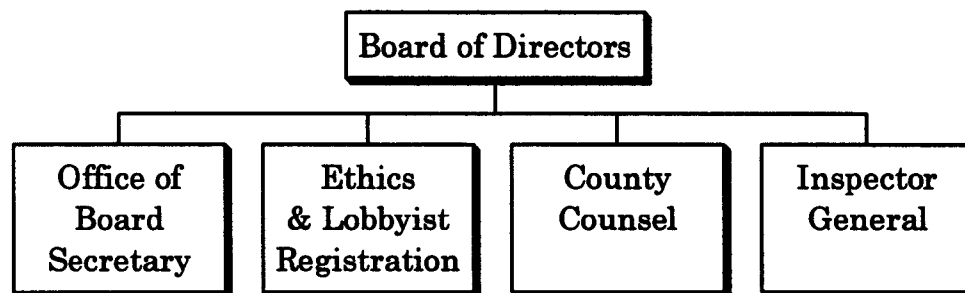 Board of Directors
Office of
Board
Secretary
Ethics
& Lobbyist
Registration
County
Counsel
Inspector
General